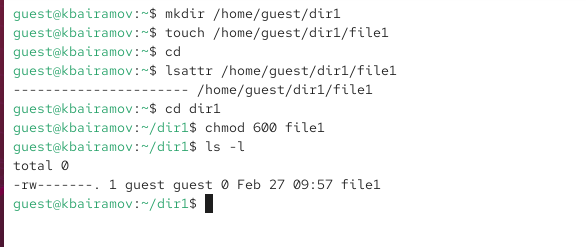 guest@kbairamov:~$ mkdir /home/guest/dir1
guest@kbairamov:~$ touch /home/guest/dir1/file1
guest@kbairamov:~$ cd
guest@kbairamov:~$ lsattr /home/guest/dir1/file1
---------------------- /home/guest/dir1/file1
guest@kbairamov:~$ cd dir1
guest@kbairamov:~/dir1$ chmod 600 file1
guest@kbairamov:~/dir1$ ls -l
total 0
-rw-------. 1 guest guest 0 Feb 27 09:57 file1
guest@kbairamov:~/dir1$